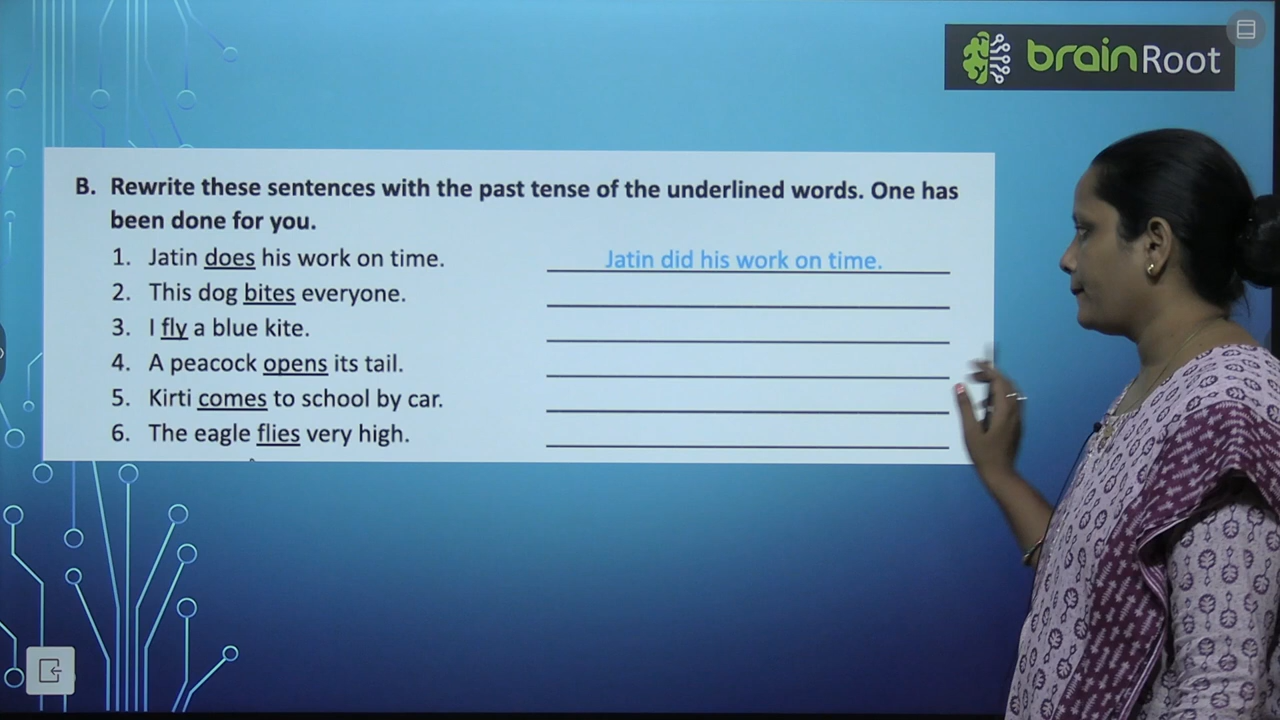 brainRoot
B. Rewrite these sentences with the past tense of the underlined words. One has
been done for you.
1. Jatin does his work on time. Jatin did his work on time.
2. This dog bites everyone.
3. I fly a blue kite.
4. A peacock opens its tail.
5. Kirti comes to school by car.
6. The eagle flies very high.